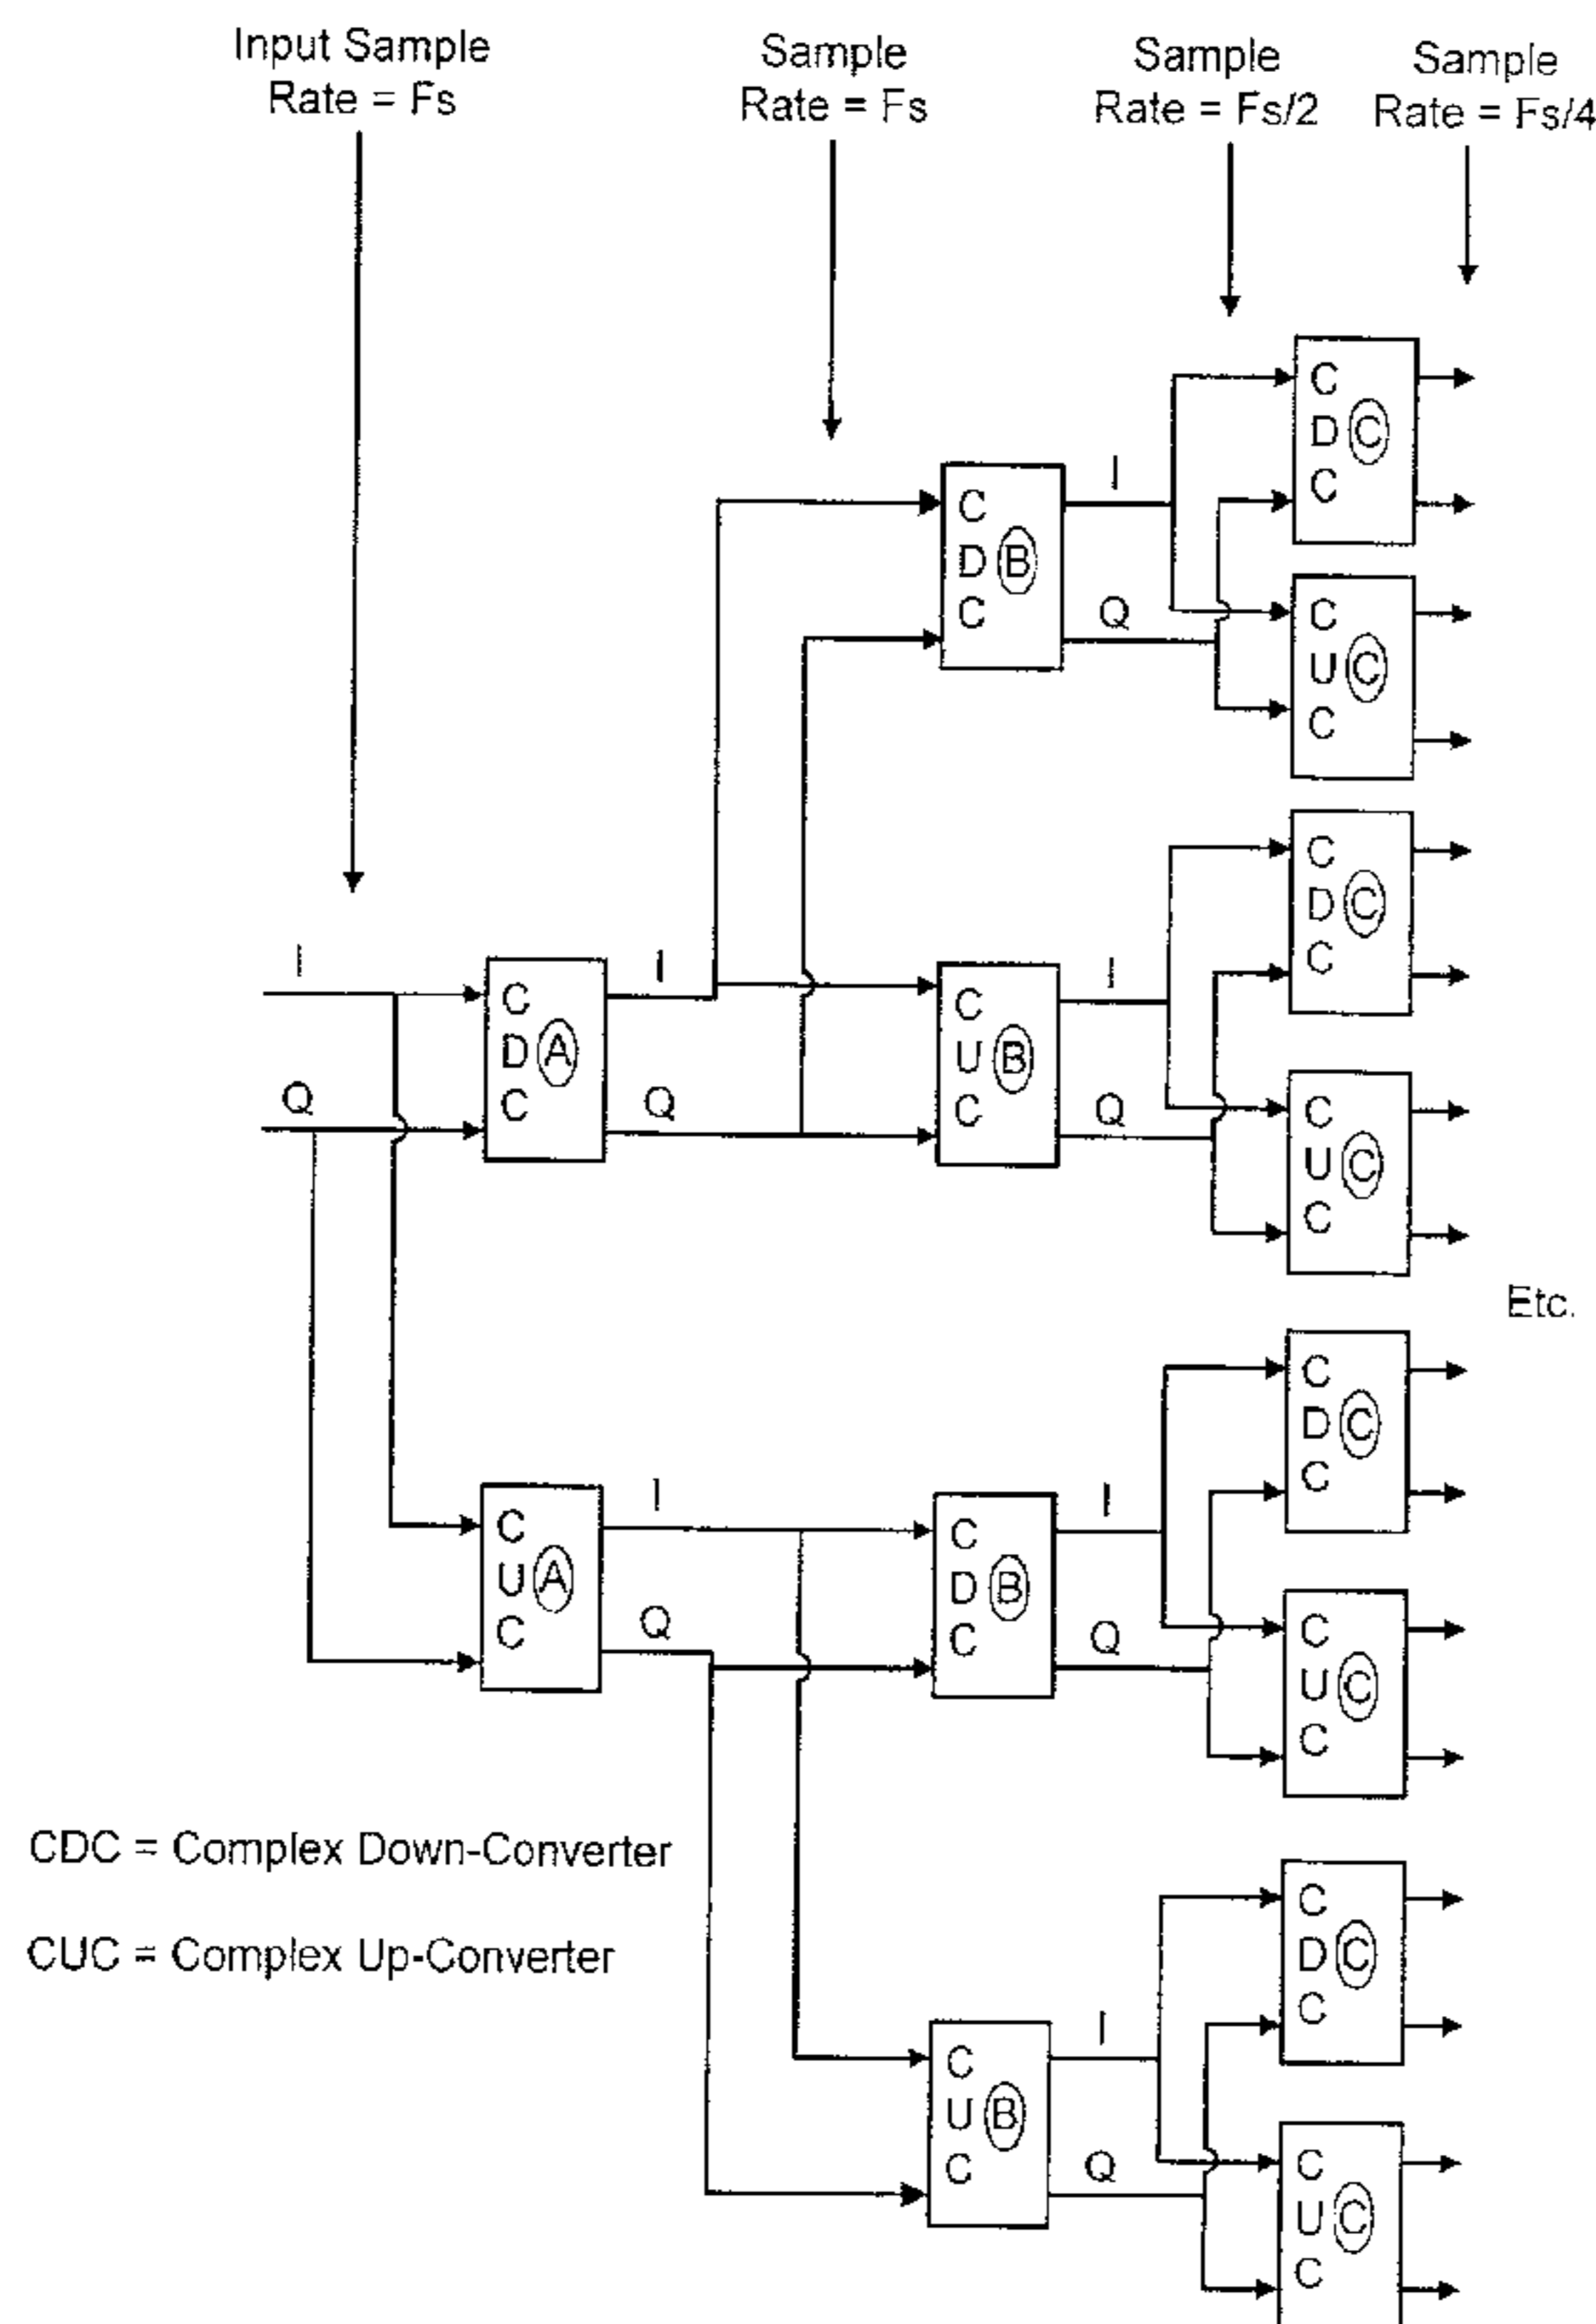 Input Sample
Rate = Fs
Sample
Rate = Fs
Sample
Rate = Fs/2
Sample
Rate = Fs/4
C
D Ⓒ
C
I
C
D Ⓑ
C
Q
C
U Ⓒ
C
C
D Ⓒ
C
I
C
D Ⓐ
C
I
C
U Ⓑ
C
I
Q
Q
Q
C
U Ⓒ
C
Etc.
C
D Ⓒ
C
C
U Ⓐ
C
I
Q
C
D Ⓑ
C
I
Q
C
U Ⓒ
C
CDC = Complex Down-Converter
CUC = Complex Up-Converter
C
D Ⓒ
C
C
U Ⓑ
C
I
Q
C
U Ⓒ
C